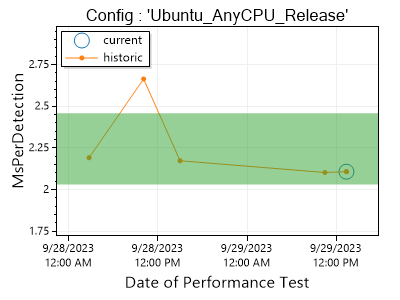 Config : 'Ubuntu_AnyCPU_Release'
current
historic
MsPerDetection
2.75
2.5
2.25
2
1.75
9/28/2023 12:00 AM
9/28/2023 12:00 PM
9/29/2023 12:00 AM
9/29/2023 12:00 PM
Date of Performance Test